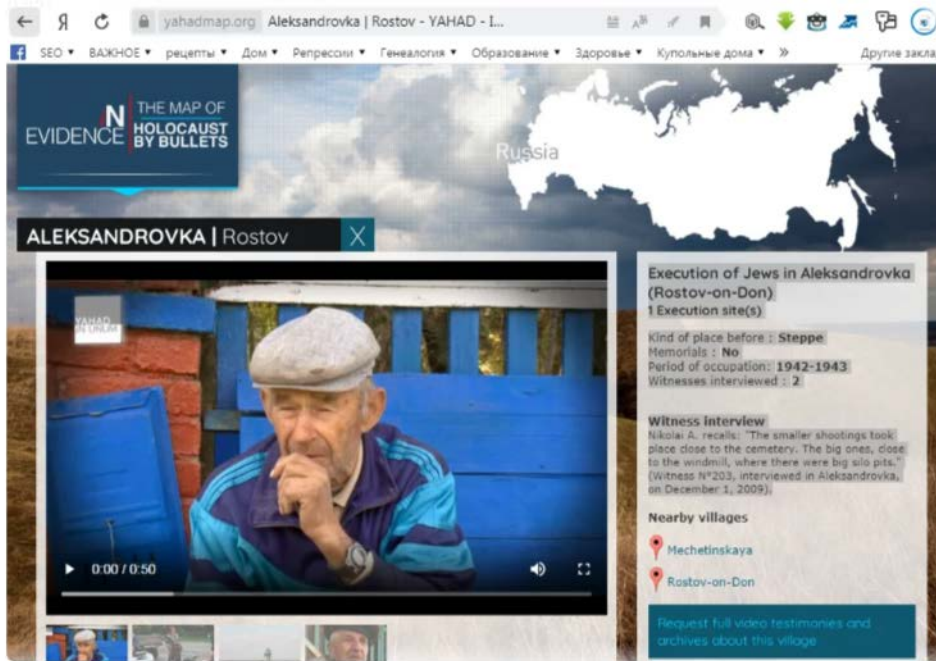 Я
yahadmap.org Aleksandrovka | Rostov - YAHAD - I...
SEO ВАЖНОЕ рецепты Дом Репрессии Генеалогия Образование Здоровье Купольные дома » Другие закла
IN
EVIDENCE
THE MAP OF
HOLOCAUST
BY BULLETS
Russia
ALEKSANDROVKA | Rostov X
YAHAD
IN UNUM
0:00 / 0:50
Execution of Jews in Aleksandrovka
(Rostov-on-Don)
1 Execution site(s)
Kind of place before : Steppe
Memorials : No
Period of occupation: 1942-1943
Witnesses interviewed : 2
Witness interview
Nikolai A. recalls: "The smaller shootings took
place close to the cemetery. The big ones, close
to the windmill, where there were big silo pits."
(Witness N°203, interviewed in Aleksandrovka,
on December 1, 2009).
Nearby villages
Mechetinskaya
Rostov-on-Don
Request full video testimonies and
archives about this village